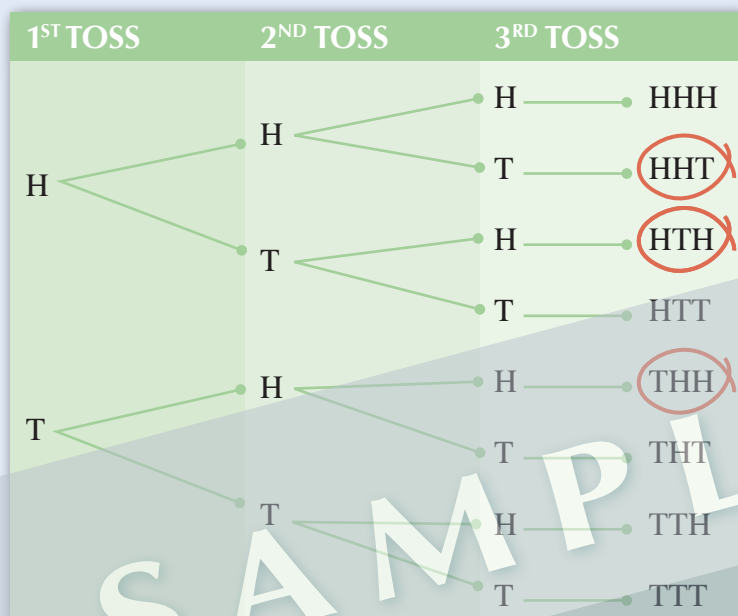 1ST TOSS 2ND TOSS 3RD TOSS
H HHH
H
T HHT
H
H HTH
T
T HTT
H THH
H
T
T THT
T
H TTH
T TTT
SAMPL